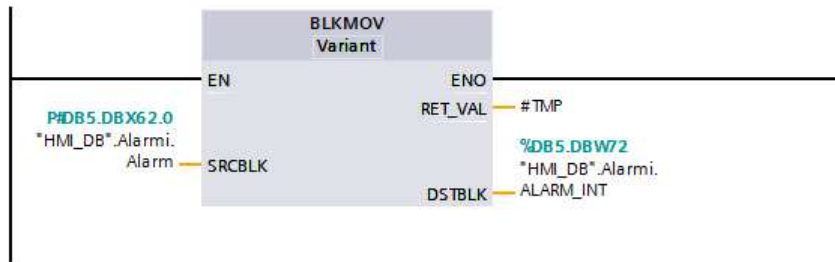 BLKMOV
Variant
EN
ENO
RET_VAL
#TMP
P#DB5.DBX62.0
"HMI_DB".Alarmi.
Alarm
SRCBLK
%DB5.DBW72
"HMI_DB".Alarmi.
ALARM_INT
DSTBLK